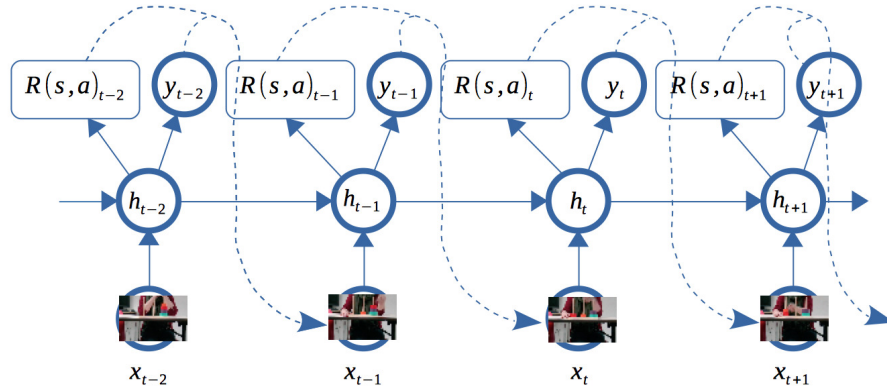 R(s,a)t−2 yt−2 R(s,a)t−1 yt−1 R(s,a)t yt R(s,a)t+1 yt+1
ht−2 ht−1 ht ht+1
xt−2 xt−1 xt xt+1